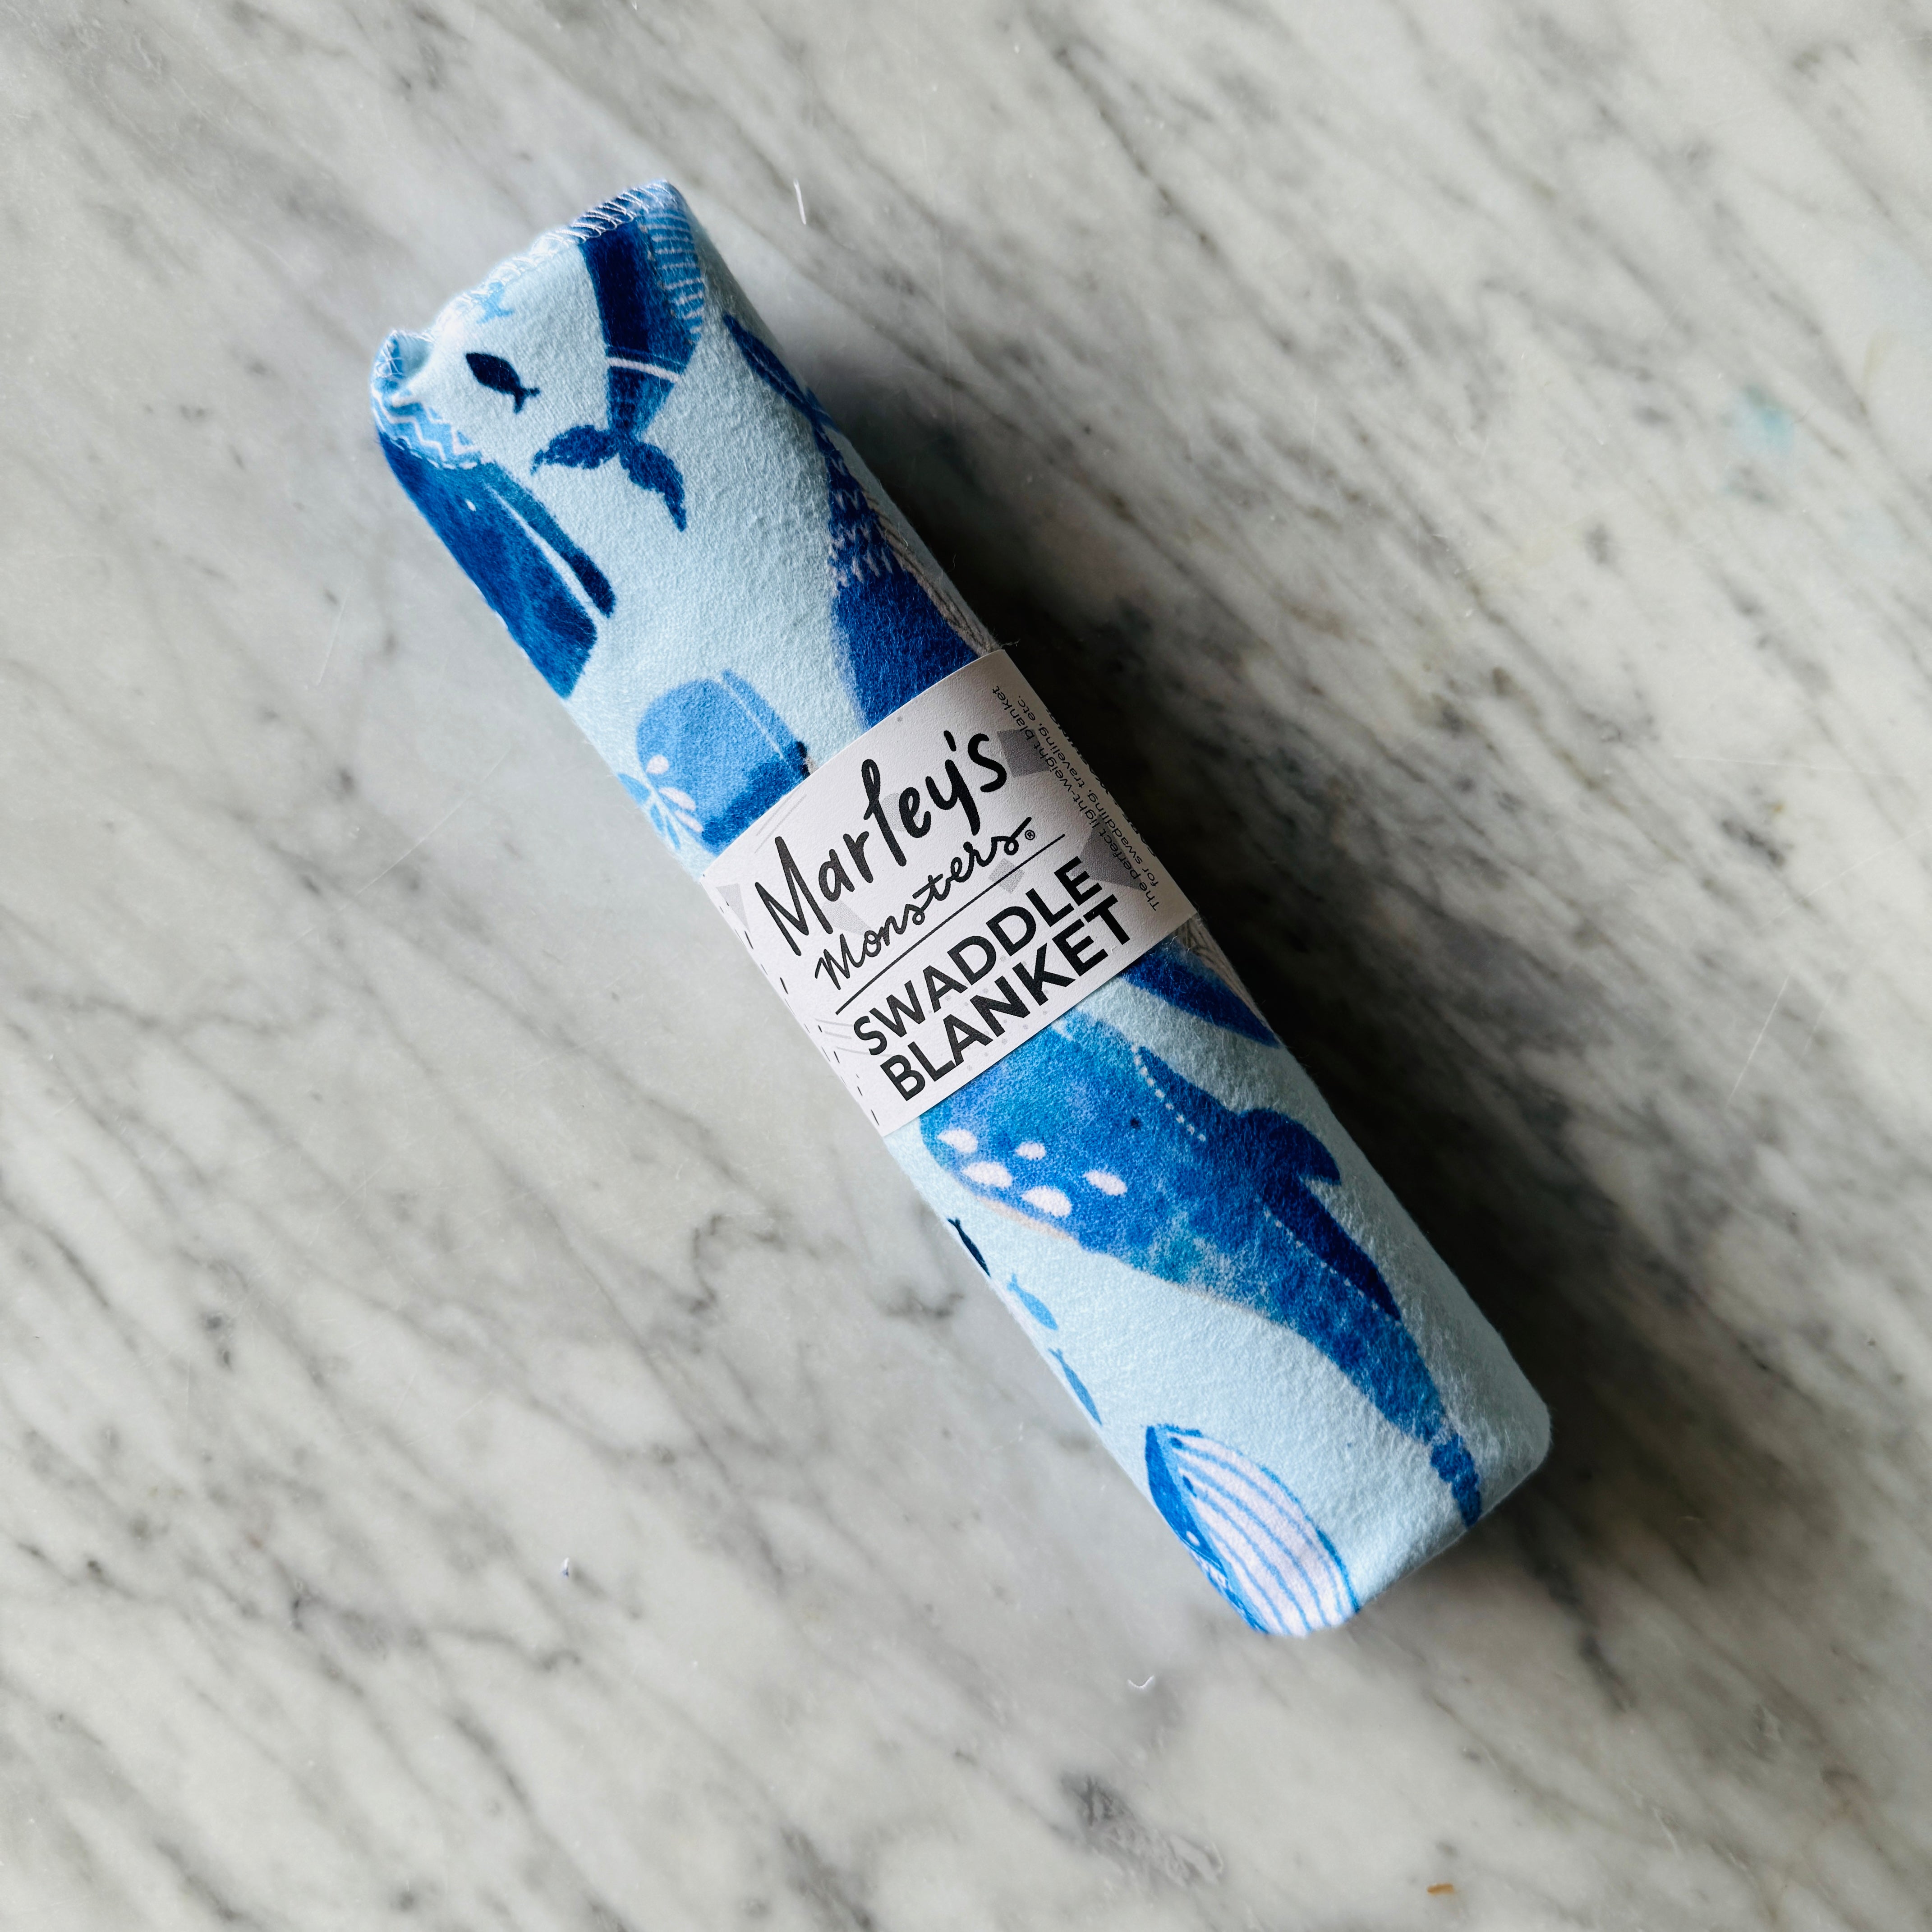 Marley's
Monsters®
SWADDLE
BLANKET
The perfect light-weight blanket
for swaddling, traveling, etc.